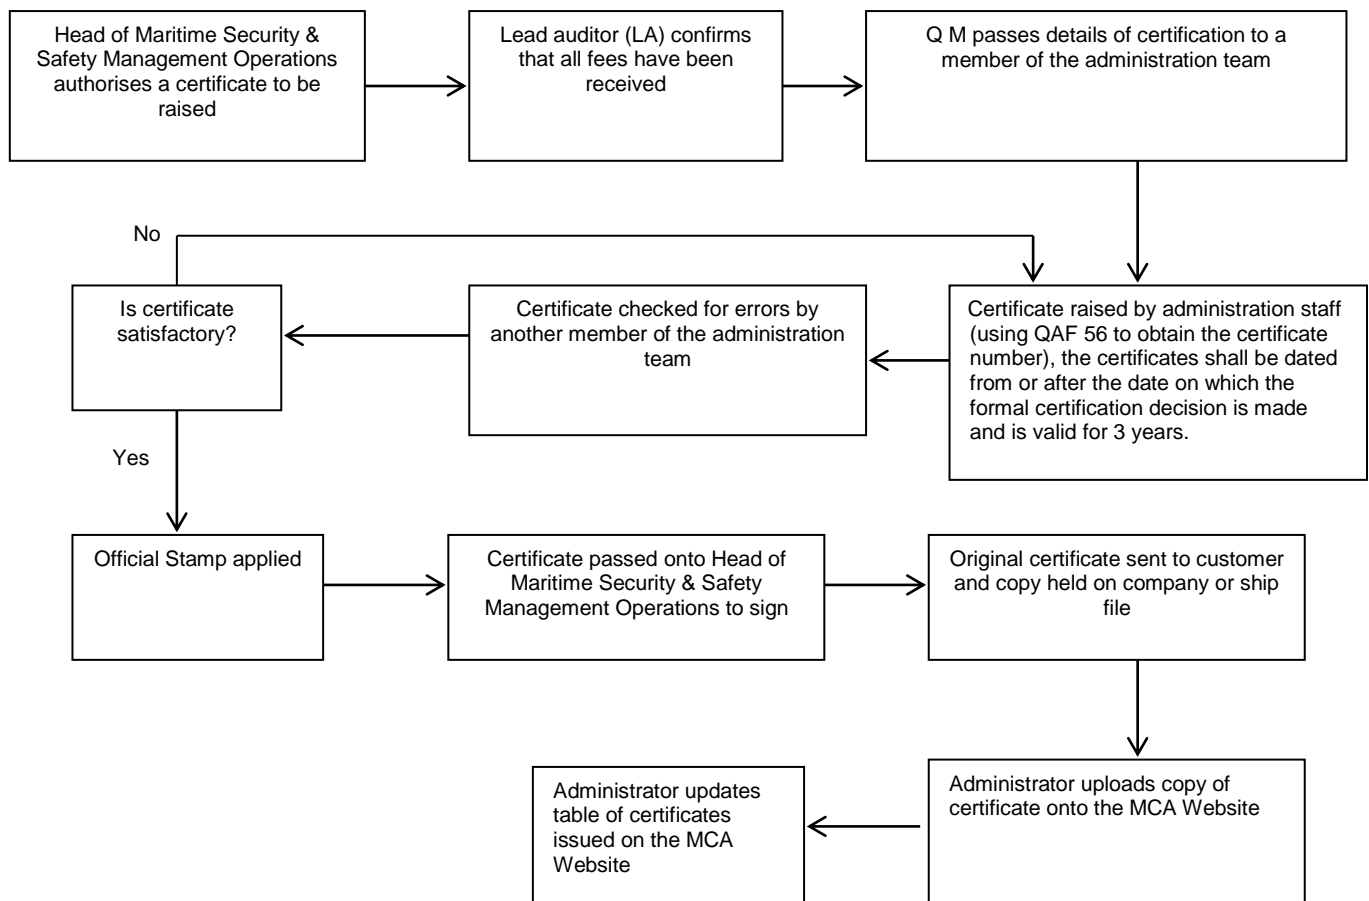 Head of Maritime Security &
Safety Management Operations
authorises a certificate to be
raised
Lead auditor (LA) confirms
that all fees have been
received
Q M passes details of certification to a
member of the administration team
No
Is certificate
satisfactory?
Certificate checked for errors by
another member of the administration
team
Certificate raised by administration staff
(using QAF 56 to obtain the certificate
number), the certificates shall be dated
from or after the date on which the
formal certification decision is made
and is valid for 3 years.
Yes
Official Stamp applied
Certificate passed onto Head of
Maritime Security & Safety
Management Operations to sign
Original certificate sent to customer
and copy held on company or ship
file
Administrator updates
table of certificates
issued on the MCA
Website
Administrator uploads copy of
certificate onto the MCA Website